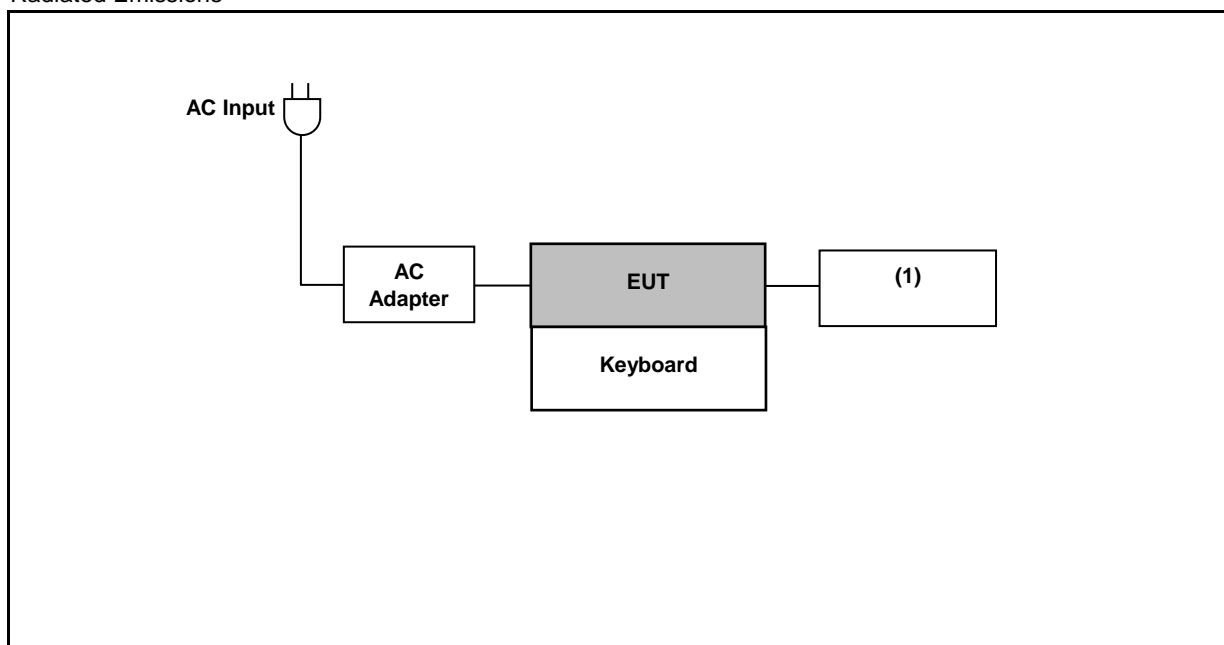 Radiated Emissions
AC Input
AC
Adapter
EUT
(1)
Keyboard